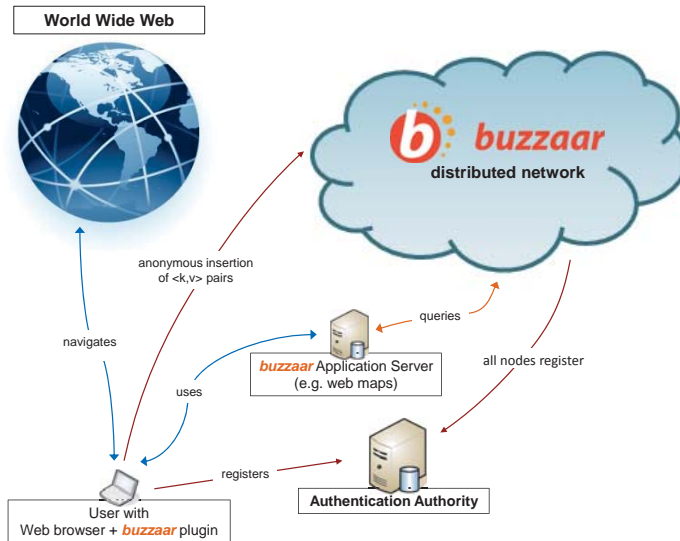 World Wide Web
b buzzaar
distributed network
anonymous insertion
of <k,v> pairs
queries
navigates
buzzaar Application Server
(e.g. web maps)
all nodes register
uses
registers
Authentication Authority
User with
Web browser + buzzaar plugin